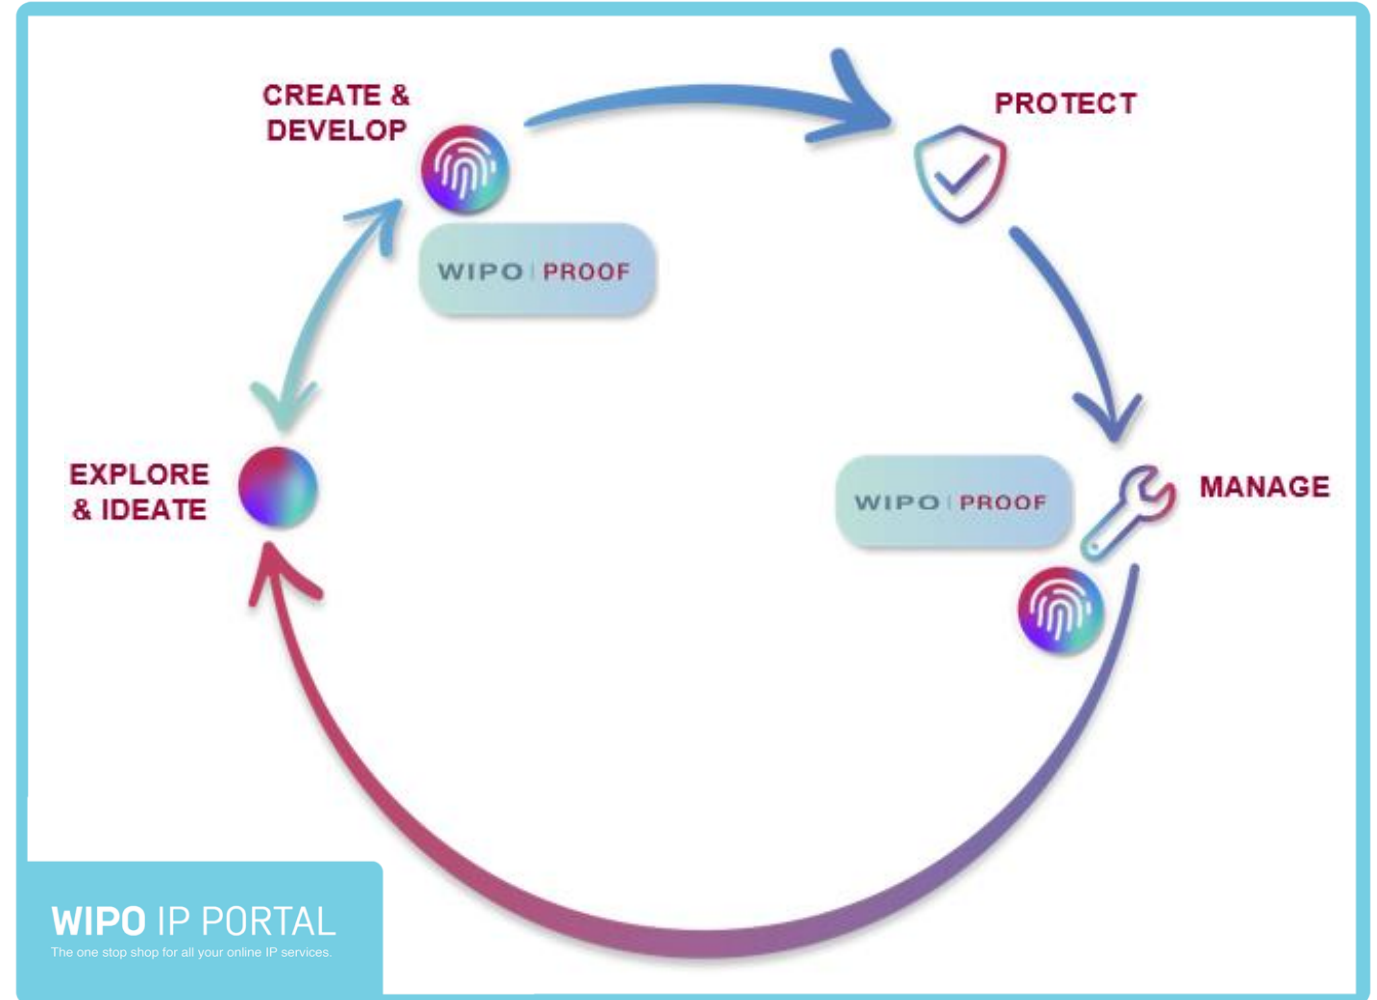 CREATE &
DEVELOP
PROTECT
WIPO | PROOF
EXPLORE
& IDEATE
WIPO | PROOF
MANAGE
WIPO IP PORTAL
The one stop shop for all your online IP services.